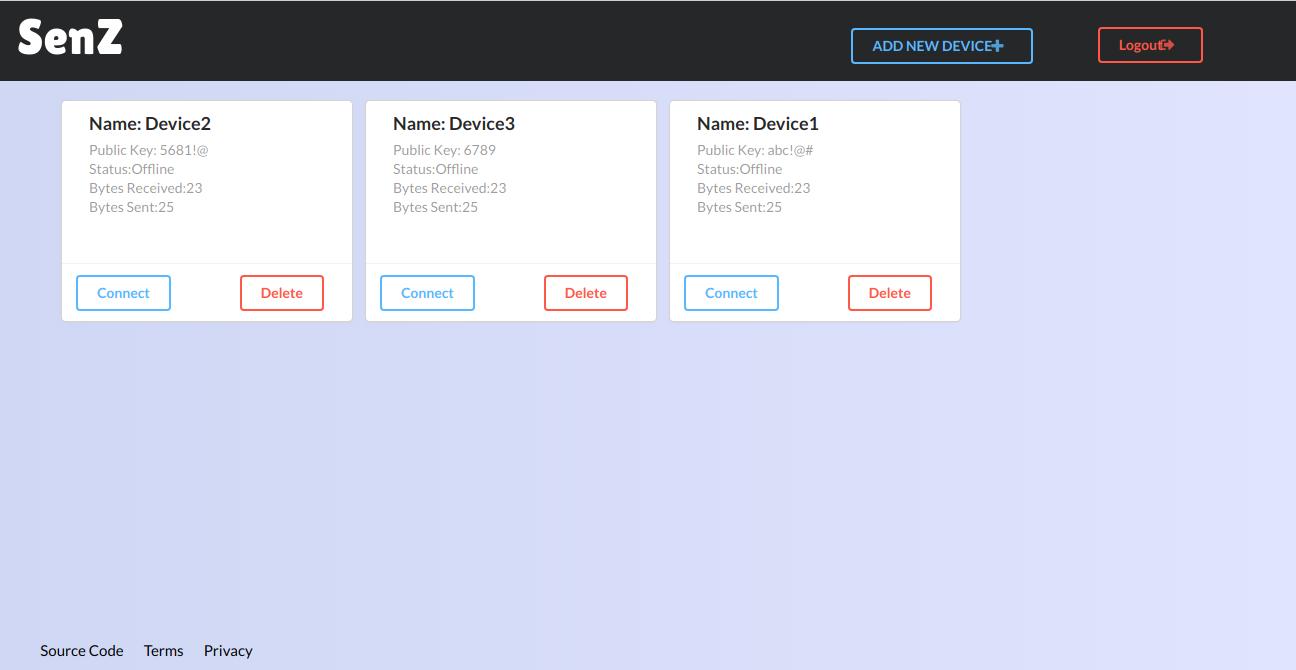 SenZ
ADD NEW DEVICE
Logout
Name: Device2
Public Key: 5681!@
Status:Offline
Bytes Received:23
Bytes Sent:25
Connect
Delete
Name: Device3
Public Key: 6789
Status:Offline
Bytes Received:23
Bytes Sent:25
Connect
Delete
Name: Device1
Public Key: abc!@#
Status:Offline
Bytes Received:23
Bytes Sent:25
Connect
Delete
Source Code Terms Privacy